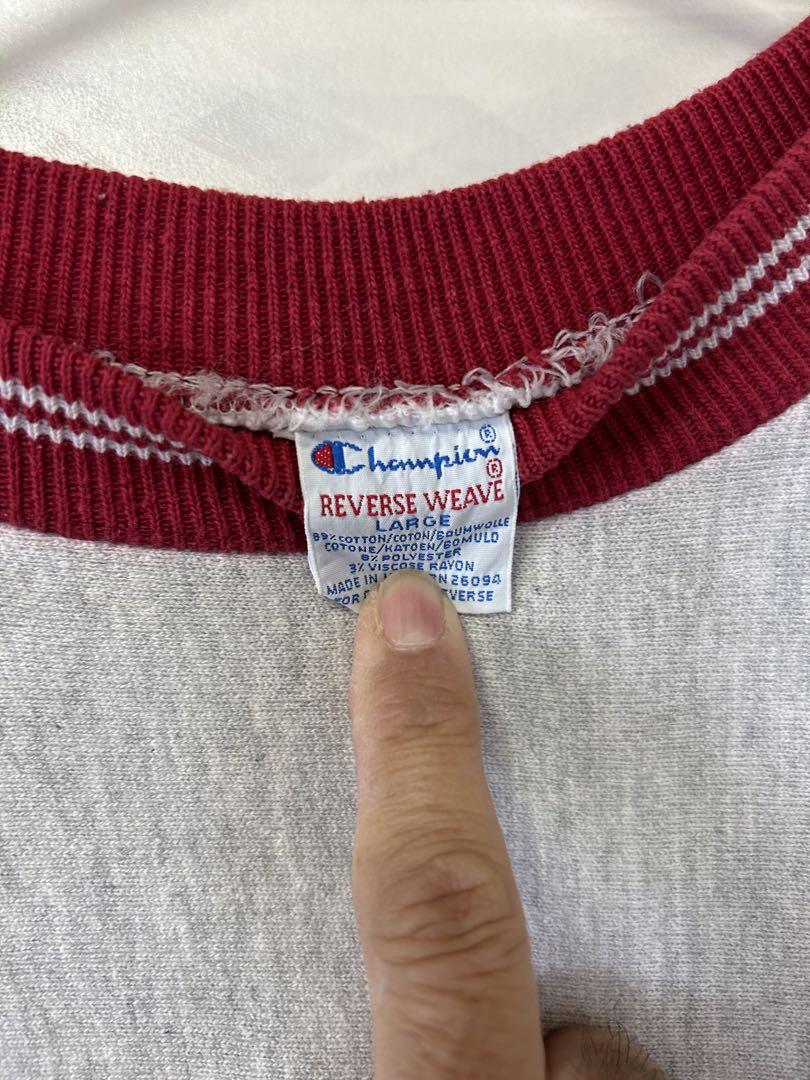 Champion®
®
REVERSE WEAVE
LARGE
89% COTTON/COTON/BAUMWOLLE
COTONE/KATOEN/BOMULD
8% POLYESTER
3% VISCOSE RAYON
MADE IN 26094